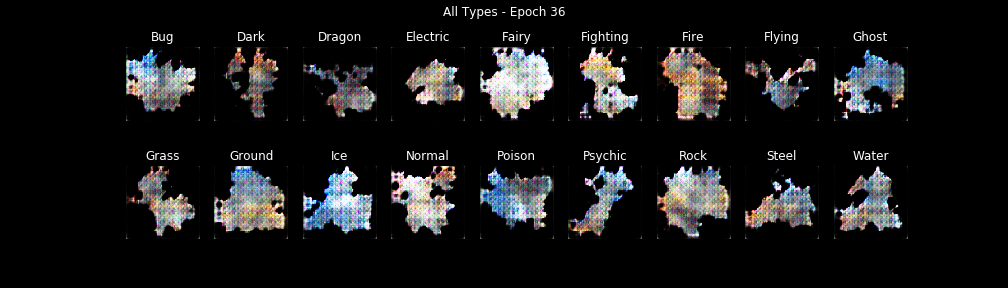 All Types - Epoch 36
Bug Dark Dragon Electric Fairy Fighting Fire Flying Ghost
Grass Ground Ice Normal Poison Psychic Rock Steel Water